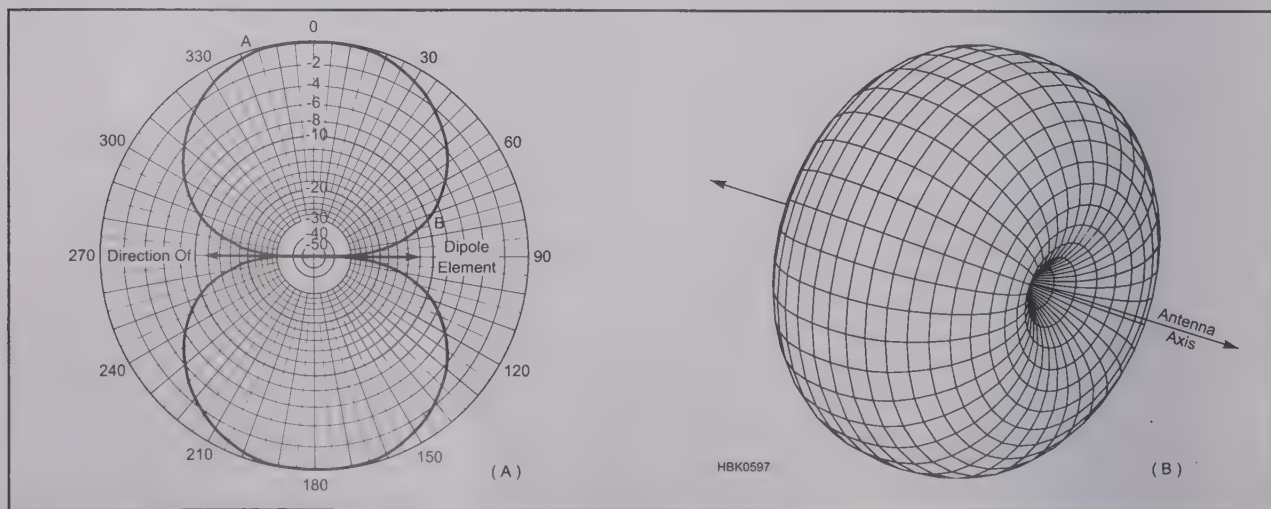 0
A
330
30
-2
-4
-6
-8
-10
300
60
-20
-30
B
-40
-50
270
Direction Of
Dipole
Element
90
240
120
210
150
180
( A )
Antenna
Axis
HBK0597
( B )